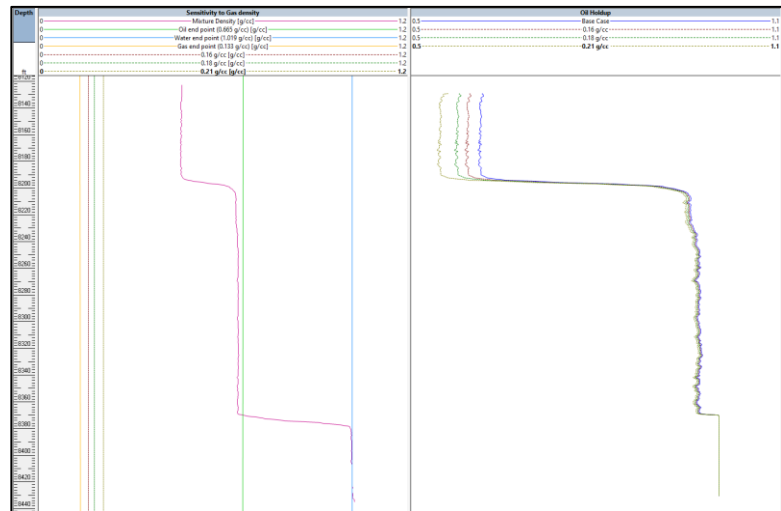 Depth
Sensitivity to Gas density
Oil Holdup
0 Mixture Density [g/cc] 1.2
0 Oil end point (0.665 g/cc) [g/cc] 1.2
0 Water end point (1.019 g/cc) [g/cc] 1.2
0 Gas end point (0.133 g/cc) [g/cc] 1.2
0 0.16 g/cc [g/cc] 1.2
0 0.18 g/cc [g/cc] 1.2
0 0.21 g/cc [g/cc] 1.2
0.5 Base Case 1.1
0.5 0.16 g/cc 1.1
0.5 0.18 g/cc 1.1
0.5 0.21 g/cc 1.1
ft
8120
8140
8160
8180
8200
8220
8240
8260
8280
8300
8320
8340
8360
8380
8400
8420
8440